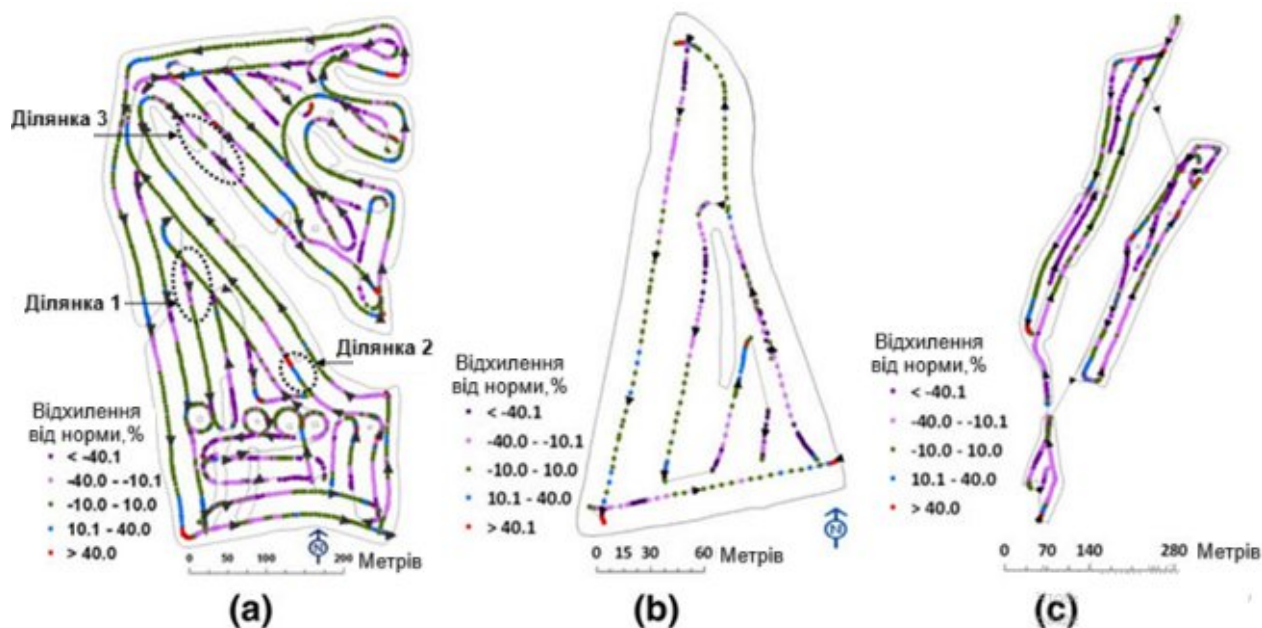 Ділянка 3
Ділянка 1
Ділянка 2
Відхилення
від норми,%
< -40.1
-40.0 - -10.1
-10.0 - 10.0
10.1 - 40.0
> 40.0
N
0 50 100 200 Метрів
(a)
Відхилення
від норми,%
< -40.1
-40.0 - -10.1
-10.0 - 10.0
10.1 - 40.0
> 40.1
N
0 15 30 60 Метрів
(b)
Відхилення
від норми,%
< -40.1
-40.0 - -10.1
-10.0 - 10.0
10.1 - 40.0
> 40.0
0 70 140 280 Метрів
(c)